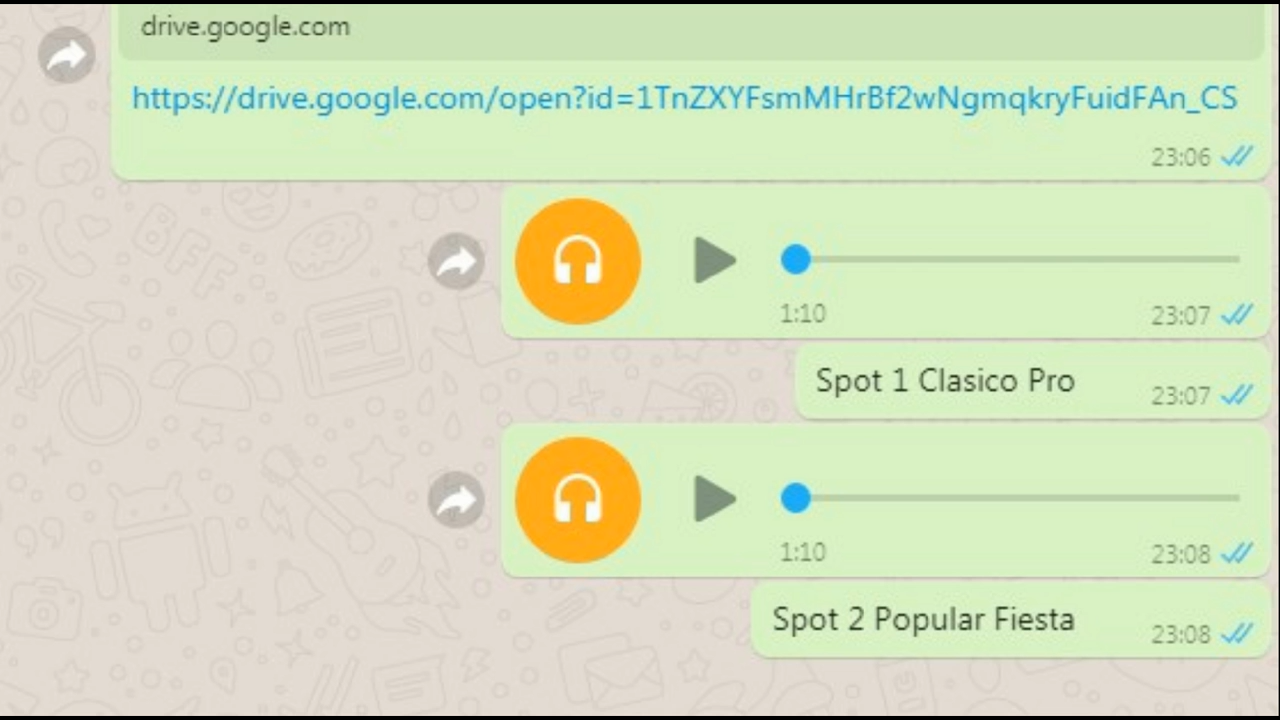 drive.google.com
https://drive.google.com/open?id=1TnZXYFsmMHrBf2wNgmqkryFuidFAn_CS
23:06
1:10
23:07
Spot 1 Clasico Pro
23:07
1:10
23:08
Spot 2 Popular Fiesta
23:08